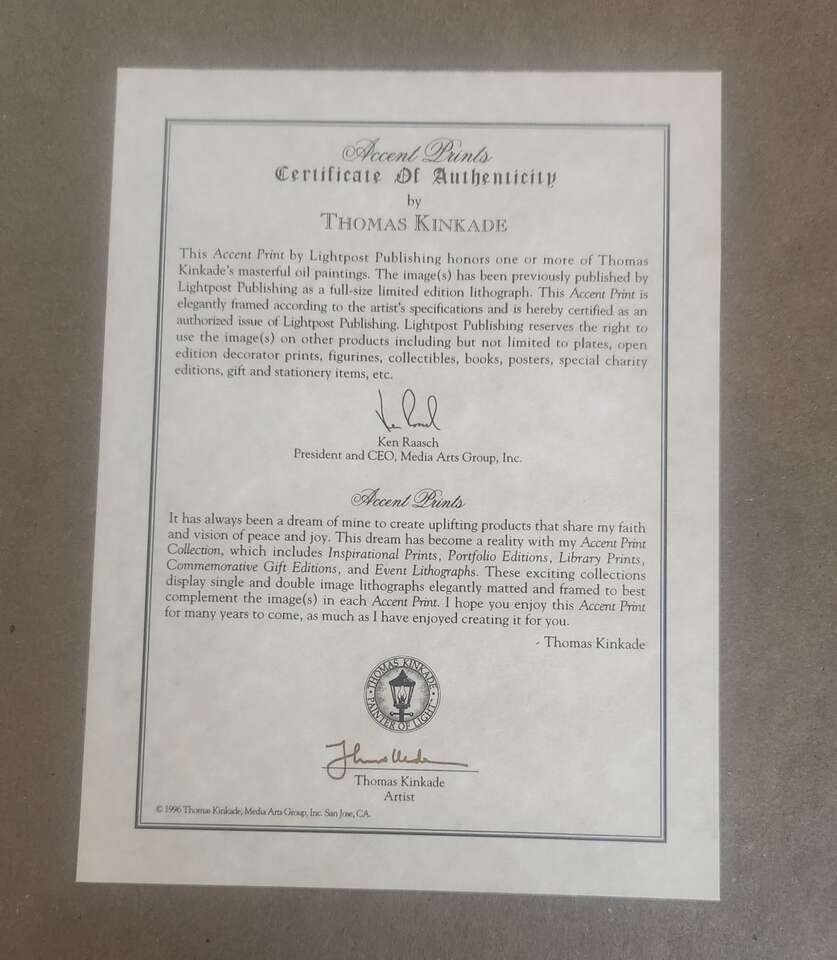 Accent Prints
Certificate Of Authenticity
by
THOMAS KINKADE
This Accent Print by Lightpost Publishing honors one or more of Thomas
Kinkade's masterful oil paintings. The image(s) has been previously published by
Lightpost Publishing as a full-size limited edition lithograph. This Accent Print is
elegantly framed according to the artist's specifications and is hereby certified as an
authorized issue of Lightpost Publishing. Lightpost Publishing reserves the right to
use the image(s) on other products including but not limited to plates, open
edition decorator prints, figurines, collectibles, books, posters, special charity
editions, gift and stationery items, etc.
Ken Raasch
President and CEO, Media Arts Group, Inc.
Accent Prints
It has always been a dream of mine to create uplifting products that share my faith
and vision of peace and joy. This dream has become a reality with my Accent Print
Collection, which includes Inspirational Prints, Portfolio Editions, Library Prints,
Commemorative Gift Editions, and Event Lithographs. These exciting collections
display single and double image lithographs elegantly matted and framed to best
complement the image(s) in each Accent Print. I hope you enjoy this Accent Print
for many years to come, as much as I have enjoyed creating it for you.
- Thomas Kinkade
THOMAS KINKADE
PAINTER OF LIGHT
Thomas Kinkade
Artist
© 1996 Thomas Kinkade, Media Arts Group, Inc. San Jose, CA.